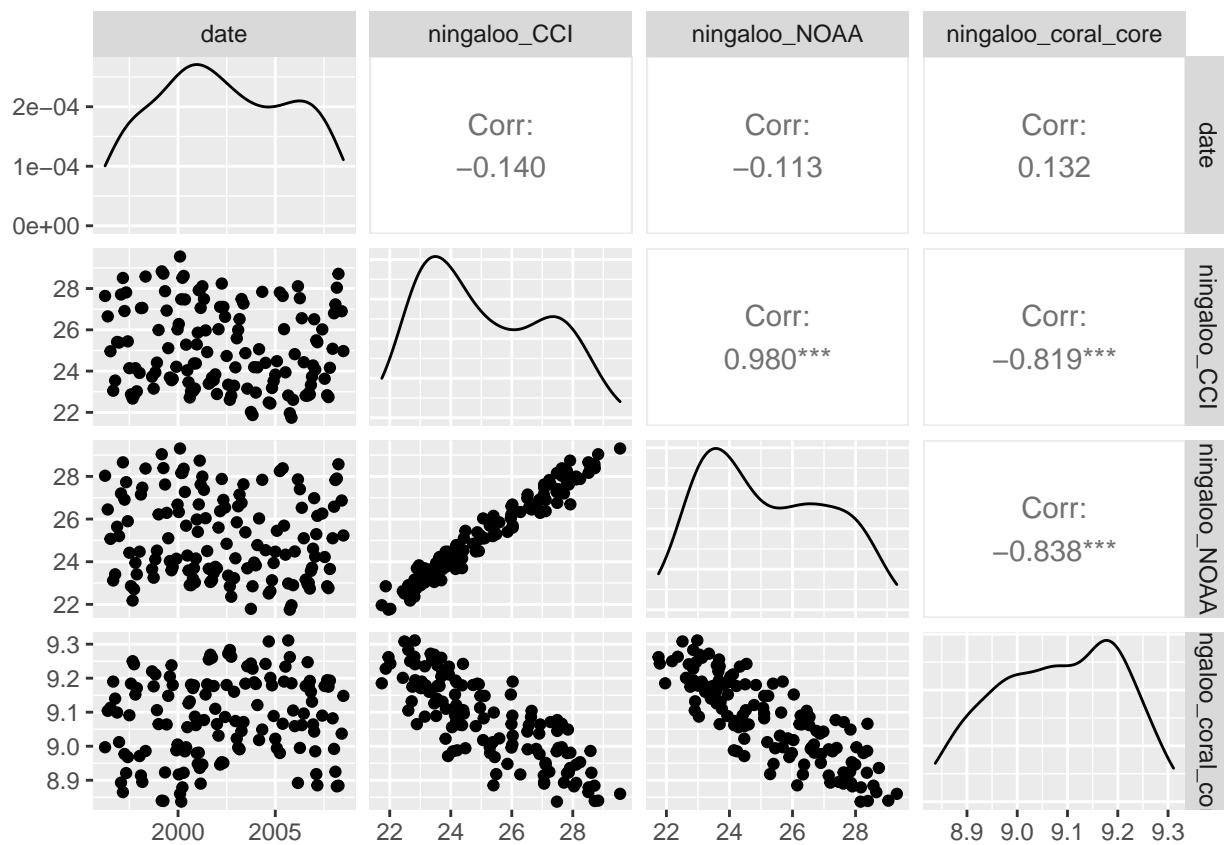 date
ningaloo_CCI
ningaloo_NOAA
ningaloo_coral_core
2e−04
1e−04
0e+00
Corr:
−0.140
Corr:
−0.113
Corr:
0.132
date
28
26
24
22
Corr:
0.980***
Corr:
−0.819***
ningaloo_CCI
28
26
24
22
Corr:
−0.838***
ningaloo_NOAA
9.3
9.2
9.1
9.0
8.9
ngaloo_coral_co
2000 2005
22 24 26 28
22 24 26 28
8.9 9.0 9.1 9.2 9.3